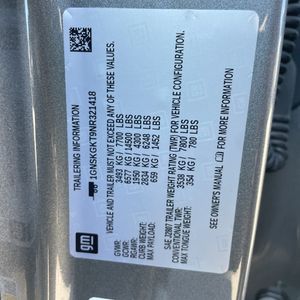 TRAILERING INFORMATION
1GNSKGKT9NR321418
VEHICLE AND TRAILER MUST NOT EXCEED ANY OF THESE VALUES.
GVWR: 3493 KG / 7700 LBS
GCWR: 6577 KG / 14500 LBS
RGAWR: 1950 KG / 4300 LBS
CURB WEIGHT: 2834 KG / 6248 LBS
MAX PAYLOAD: 659 KG / 1452 LBS
gm
SAE J2807 TRAILER WEIGHT RATING (TWR) FOR VEHICLE CONFIGURATION.
CONVENTIONAL TWR: 3538 KG / 7800 LBS
MAX TONGUE WEIGHT: 354 KG / 780 LBS
SEE OWNER'S MANUAL FOR MORE INFORMATION